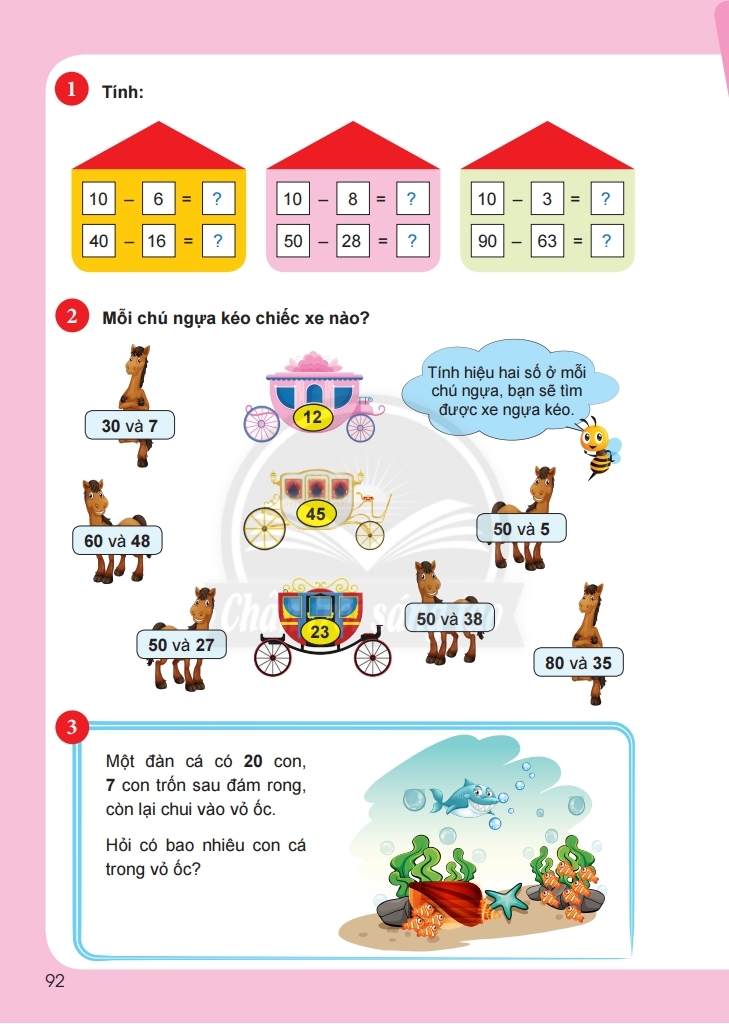 1 Tính:
10 – 6 = ?
40 – 16 = ?
10 – 8 = ?
50 – 28 = ?
10 – 3 = ?
90 – 63 = ?
2 Mỗi chú ngựa kéo chiếc xe nào?
Tính hiệu hai số ở mỗi
chú ngựa, bạn sẽ tìm
được xe ngựa kéo.
30 và 7
12
60 và 48
45
50 và 5
50 và 27
23
50 và 38
80 và 35
3
Một đàn cá có 20 con,
7 con trốn sau đám rong,
còn lại chui vào vỏ ốc.
Hỏi có bao nhiêu con cá
trong vỏ ốc?
92